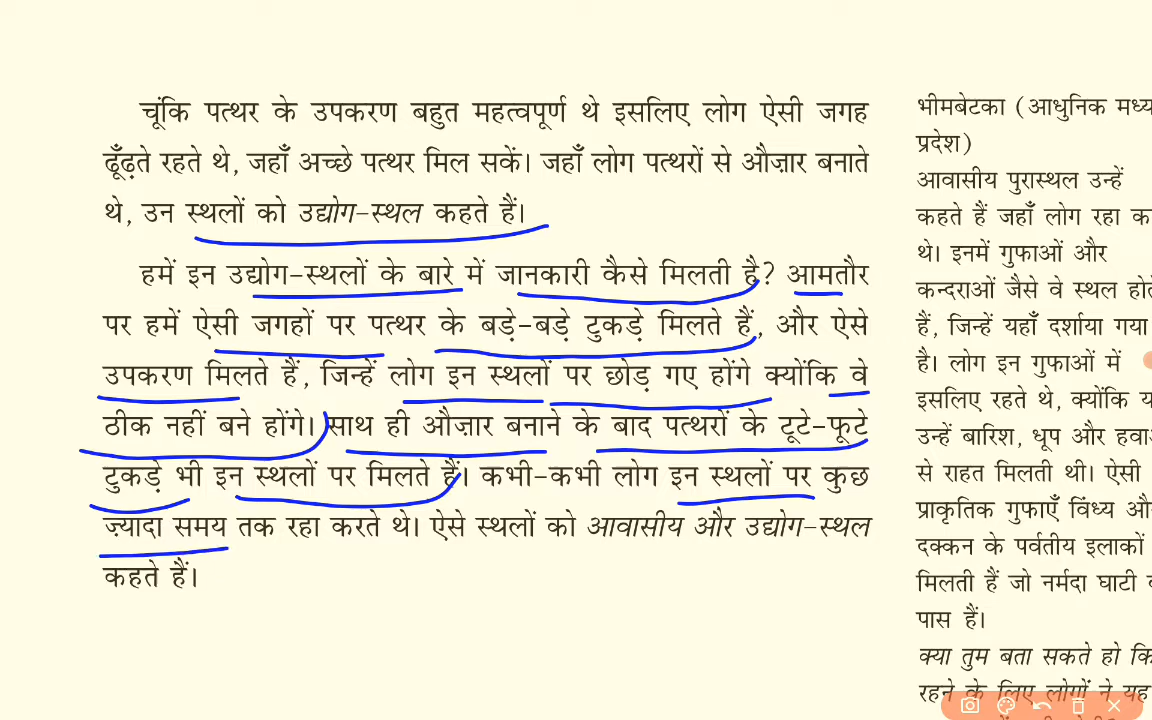 चूंकि पत्थर के उपकरण बहुत महत्वपूर्ण थे इसलिए लोग ऐसी जगह
ढूँढ़ते रहते थे, जहाँ अच्छे पत्थर मिल सकें। जहाँ लोग पत्थरों से औज़ार बनाते
थे, उन स्थलों को उद्योग-स्थल कहते हैं।
हमें इन उद्योग-स्थलों के बारे में जानकारी कैसे मिलती है? आमतौर
पर हमें ऐसी जगहों पर पत्थर के बड़े-बड़े टुकड़े मिलते हैं, और ऐसे
उपकरण मिलते हैं, जिन्हें लोग इन स्थलों पर छोड़ गए होंगे क्योंकि वे
ठीक नहीं बने होंगे। साथ ही औज़ार बनाने के बाद पत्थरों के टूटे-फूटे
टुकड़े भी इन स्थलों पर मिलते हैं। कभी-कभी लोग इन स्थलों पर कुछ
ज़्यादा समय तक रहा करते थे। ऐसे स्थलों को आवासीय और उद्योग-स्थल
कहते हैं।
भीमबेटका (आधुनिक मध्य
प्रदेश)
आवासीय पुरास्थल उन्हें
कहते हैं जहाँ लोग रहा
थे। इनमें गुफाओं और
कन्दराओं जैसे वे स्थल
हैं, जिन्हें यहाँ दर्शाया गया
है। लोग इन गुफाओं में
इसलिए रहते थे, क्योंकि
उन्हें बारिश, धूप और
से राहत मिलती थी। ऐसी
प्राकृतिक गुफाएँ विंध्य
दक्कन के पर्वतीय इलाकों
मिलती हैं जो नर्मदा घाटी
पास हैं।
क्या तुम बता सकते हो
रहने के लिए लोगों ने यह